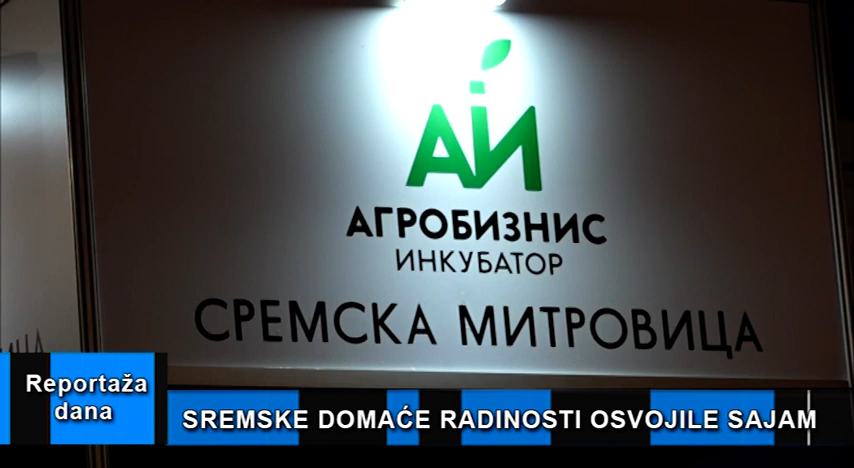 АИ
АГРОБИЗНИС
ИНКУБАТОР
СРЕМСКА МИТРОВИЦА
Reportaža
dana
SREMSKE DOMAĆE RADINOSTI OSVOJILE SAJAM